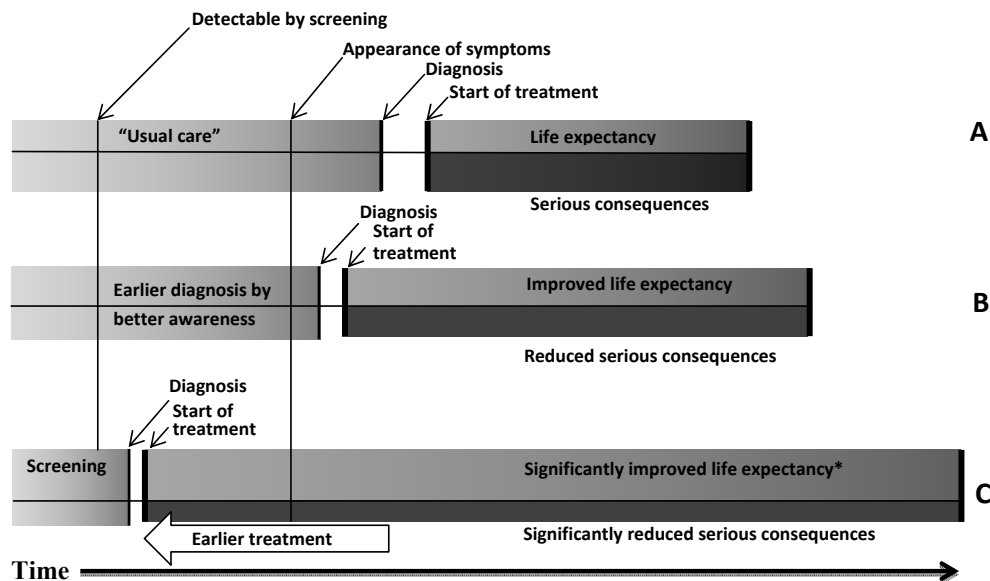 Detectable by screening
Appearance of symptoms
Diagnosis
Start of treatment
“Usual care”
Life expectancy
A
Serious consequences
Diagnosis
Start of
treatment
Earlier diagnosis by
better awareness
Improved life expectancy
B
Reduced serious consequences
Diagnosis
Start of
treatment
Screening
Significantly improved life expectancy*
C
Significantly reduced serious consequences
Earlier treatment
Time